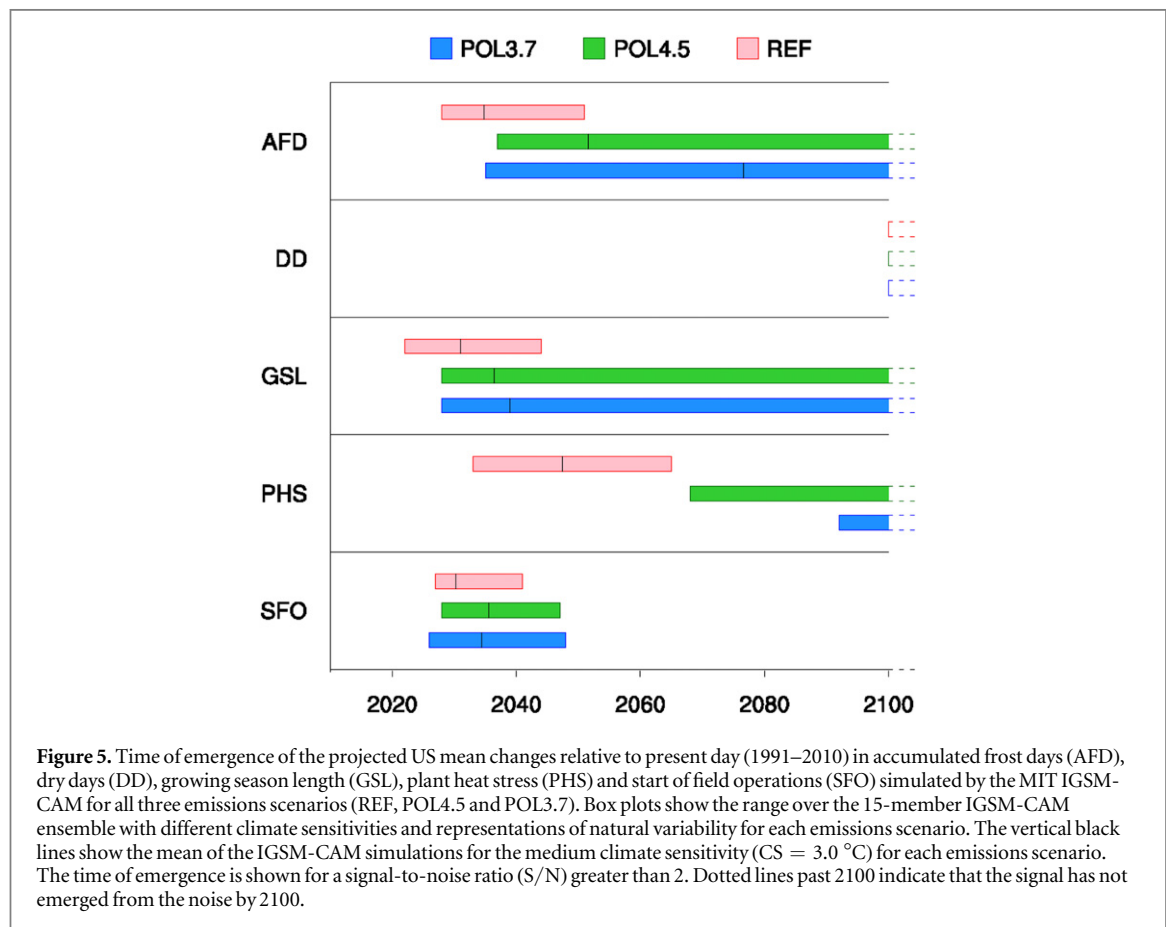 POL3.7 POL4.5 REF
AFD
DD
GSL
PHS
SFO
2020 2040 2060 2080 2100
Figure 5. Time of emergence of the projected US mean changes relative to present day (1991–2010) in accumulated frost days (AFD),
dry days (DD), growing season length (GSL), plant heat stress (PHS) and start of field operations (SFO) simulated by the MIT IGSM-
CAM for all three emissions scenarios (REF, POL4.5 and POL3.7). Box plots show the range over the 15-member IGSM-CAM
ensemble with different climate sensitivities and representations of natural variability for each emissions scenario. The vertical black
lines show the mean of the IGSM-CAM simulations for the medium climate sensitivity (CS = 3.0 °C) for each emissions scenario.
The time of emergence is shown for a signal-to-noise ratio (S/N) greater than 2. Dotted lines past 2100 indicate that the signal has not
emerged from the noise by 2100.